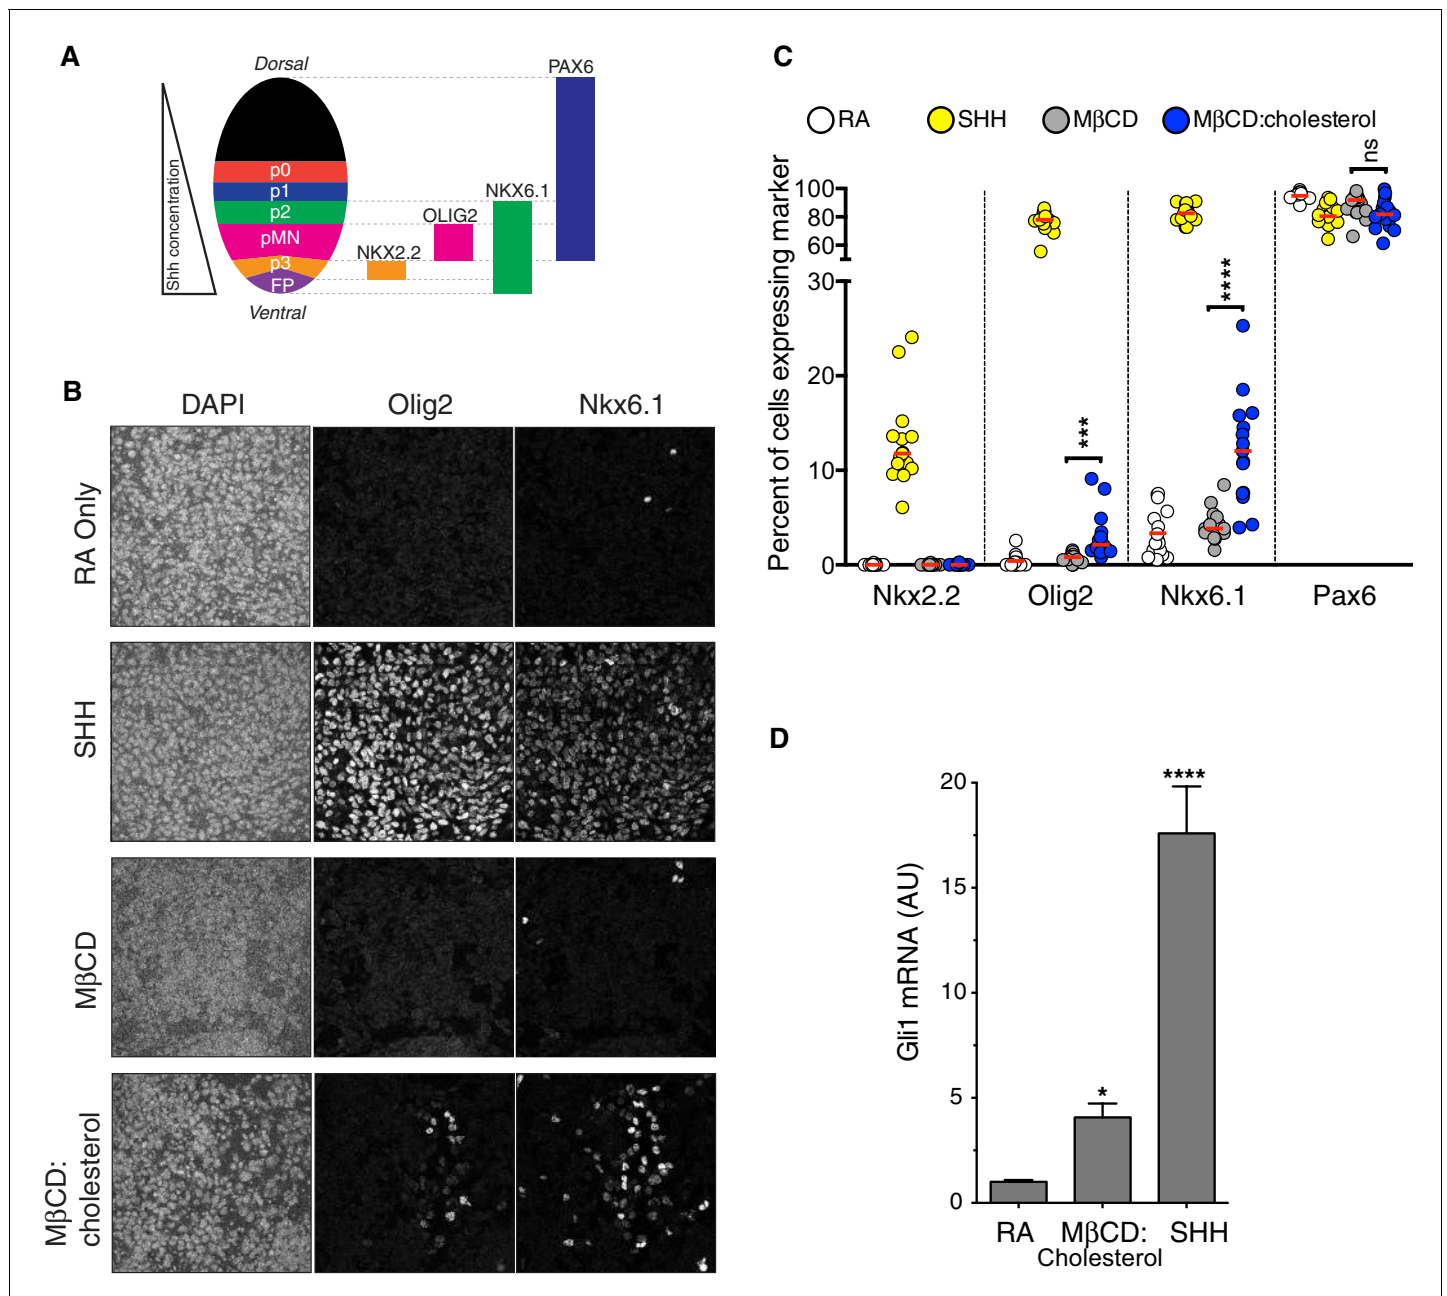 A
Dorsal
Shh concentration
p0
p1
p2
pMN
p3
FP
Ventral
NKX2.2
OLIG2
NKX6.1
PAX6
B
DAPI
Olig2
Nkx6.1
RA Only
SHH
MβCD
MβCD:
cholesterol
C
RA
SHH
MβCD
MβCD:cholesterol
Percent of cells expressing marker
100
80
60
30
20
10
0
***
****
ns
Nkx2.2
Olig2
Nkx6.1
Pax6
D
Gli1 mRNA (AU)
20
15
10
5
0
*
****
RA
MβCD:
Cholesterol
SHH